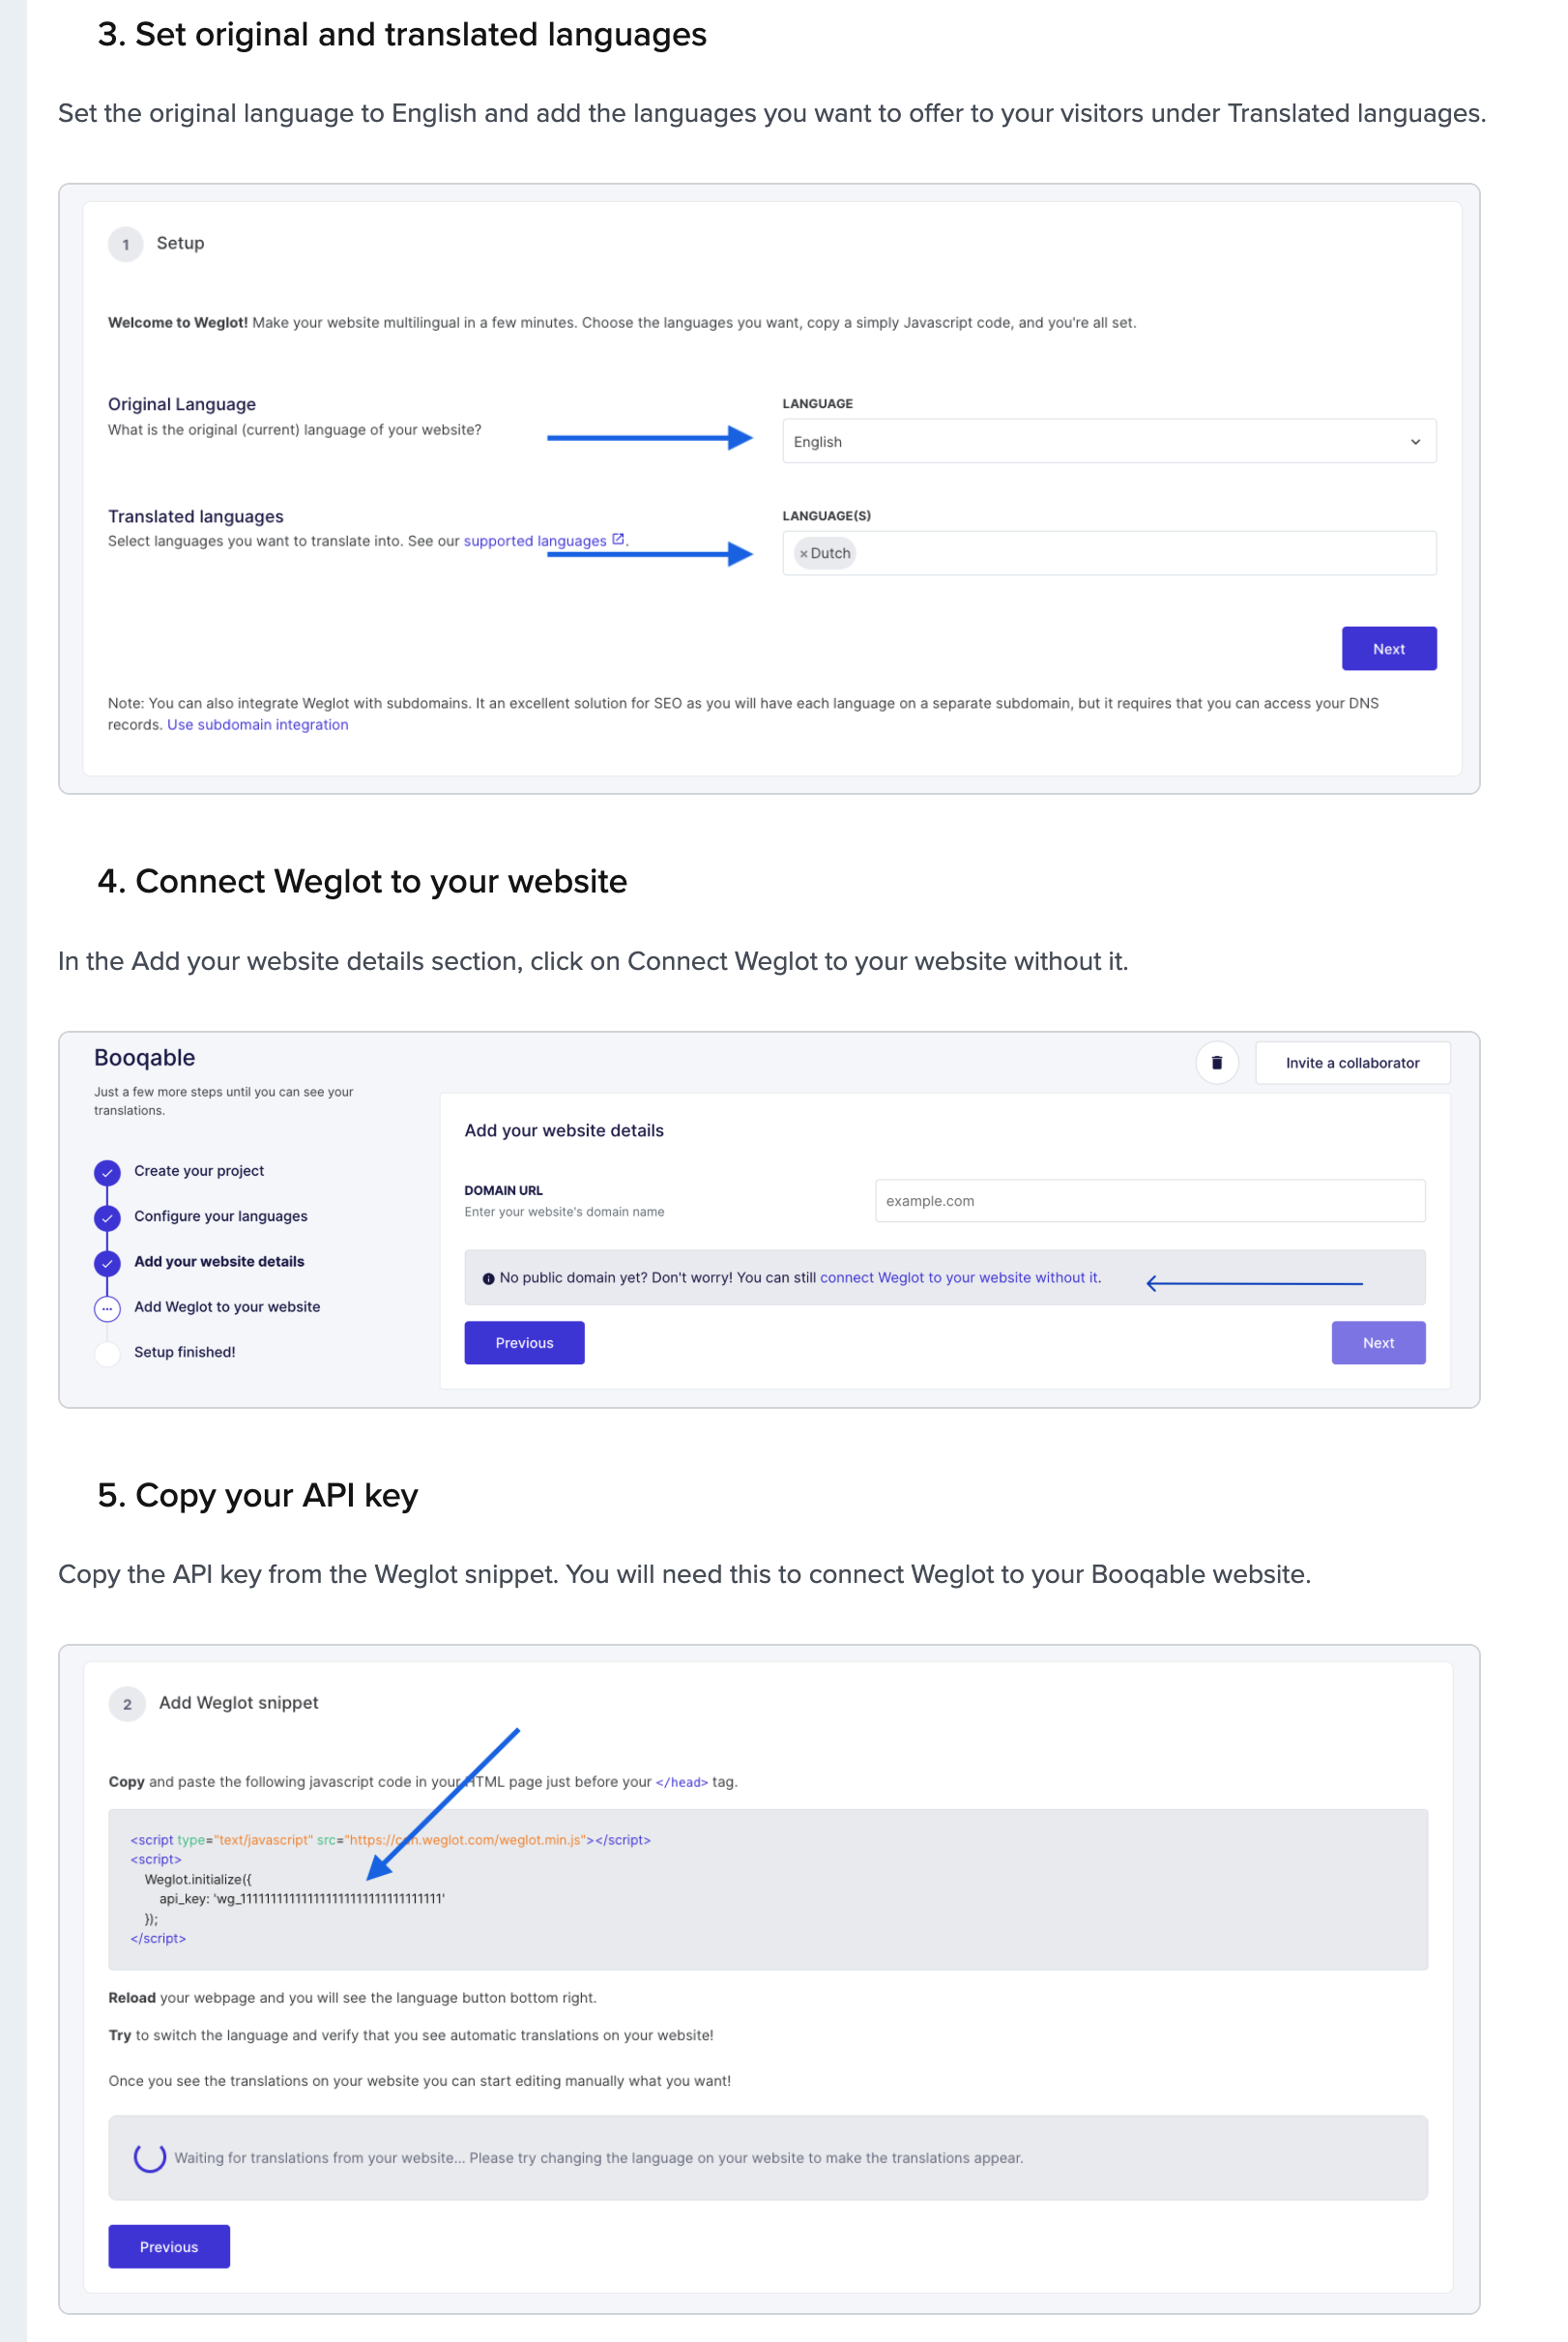 3. Set original and translated languages
Set the original language to English and add the languages you want to offer to your visitors under Translated languages.
1 Setup
Welcome to Weglot! Make your website multilingual in a few minutes. Choose the languages you want, copy a simply Javascript code, and you're all set.
Original Language
What is the original (current) language of your website?
LANGUAGE
English
Translated languages
Select languages you want to translate into. See our supported languages.
LANGUAGE(S)
× Dutch
Next
Note: You can also integrate Weglot with subdomains. It an excellent solution for SEO as you will have each language on a separate subdomain, but it requires that you can access your DNS
records. Use subdomain integration
4. Connect Weglot to your website
In the Add your website details section, click on Connect Weglot to your website without it.
Booqable
Just a few more steps until you can see your
translations.
Create your project
Configure your languages
Add your website details
Add Weglot to your website
Setup finished!
Invite a collaborator
Add your website details
DOMAIN URL
Enter your website's domain name
example.com
No public domain yet? Don't worry! You can still connect Weglot to your website without it.
Previous
Next
5. Copy your API key
Copy the API key from the Weglot snippet. You will need this to connect Weglot to your Booqable website.
2 Add Weglot snippet
Copy and paste the following javascript code in your HTML page just before your </head> tag.
<script type="text/javascript" src="https://cdn.weglot.com/weglot.min.js"></script>
<script>
Weglot.initialize({
api_key: 'wg_111111111111111111111111111111111'
});
</script>
Reload your webpage and you will see the language button bottom right.
Try to switch the language and verify that you see automatic translations on your website!
Once you see the translations on your website you can start editing manually what you want!
Waiting for translations from your website... Please try changing the language on your website to make the translations appear.
Previous